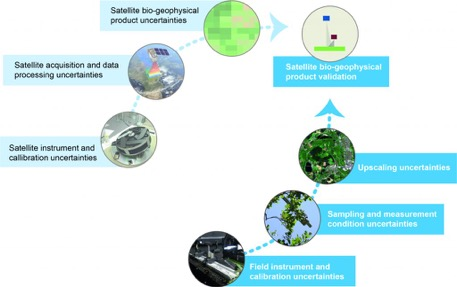 Satellite bio-geophysical
product uncertainties
Satellite acquisition and data
processing uncertainties
Satellite instrument and
callibration uncertainties
Satellite bio-geophysical
product validation
Upscaling uncertainties
Sampling and measurement
condition uncertainties
Field instrument and
calibration uncertainties